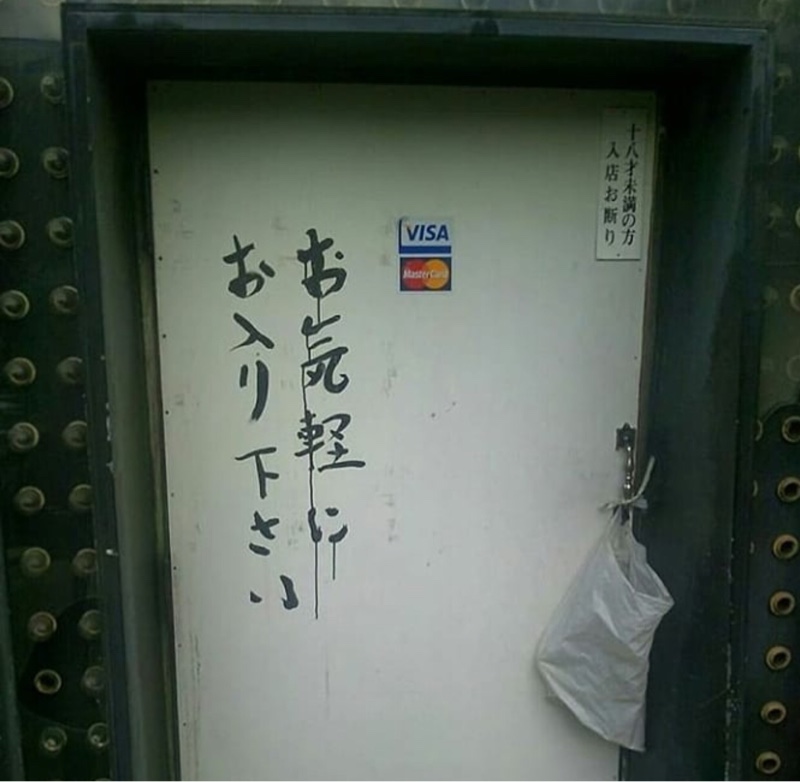 十八才未満の方
入店お断り
VISA
MasterCard
お気軽に
お入り下さい